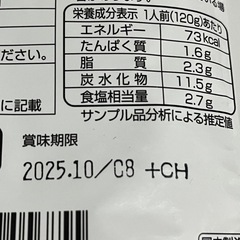 栄養成分表示 1人前(120g)あたり
エネルギー 73kcal
たんぱく質 1.6g
脂質 2.3g
炭水化物 11.5g
食塩相当量 2.7g
サンプル品分析による推定値
に記載
賞味期限
2025.10/C8 +CH